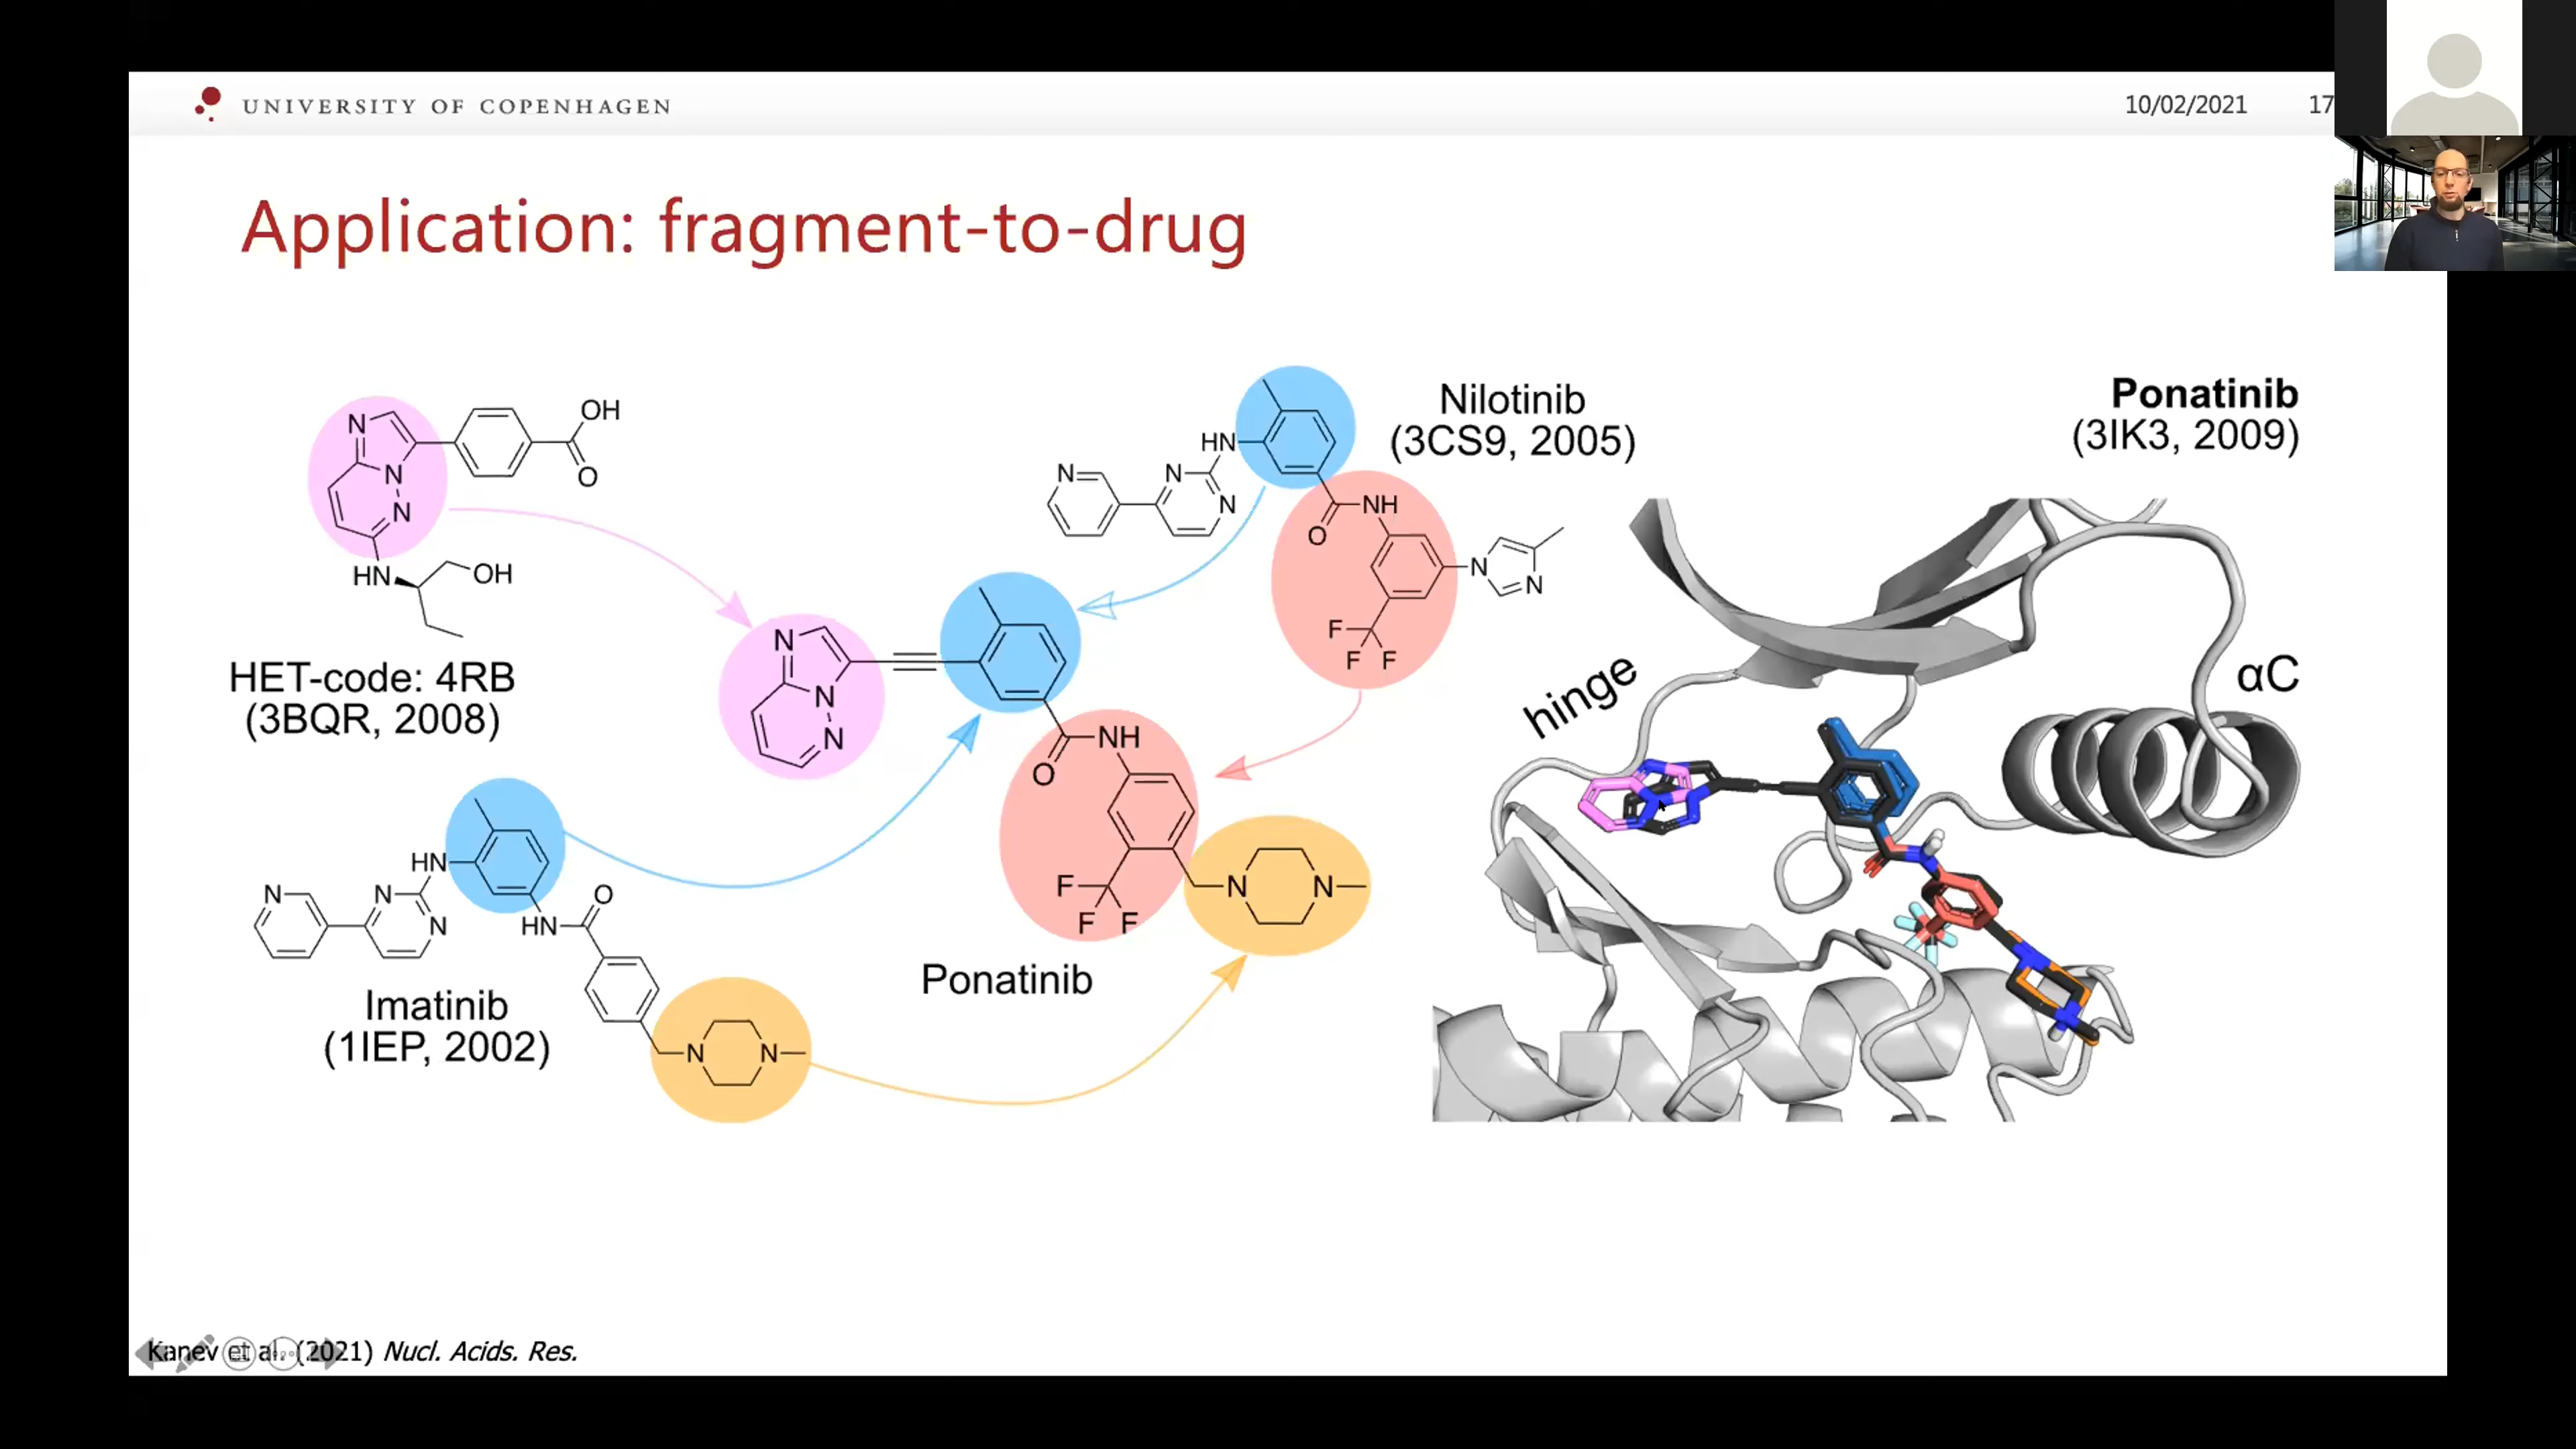 UNIVERSITY OF COPENHAGEN
10/02/2021
17
Application: fragment-to-drug
N
N
N
OH
O
HN
OH
HET-code: 4RB
(3BQR, 2008)
HN
N
N
N
O
NH
F
F
F
N
N
Nilotinib
(3CS9, 2005)
Ponatinib
(3IK3, 2009)
N
N
N
O
NH
F
F
F
N
N
Ponatinib
HN
N
N
N
O
HN
N
N
Imatinib
(1IEP, 2002)
hinge
αC
Kanev et al. (2021) Nucl. Acids. Res.